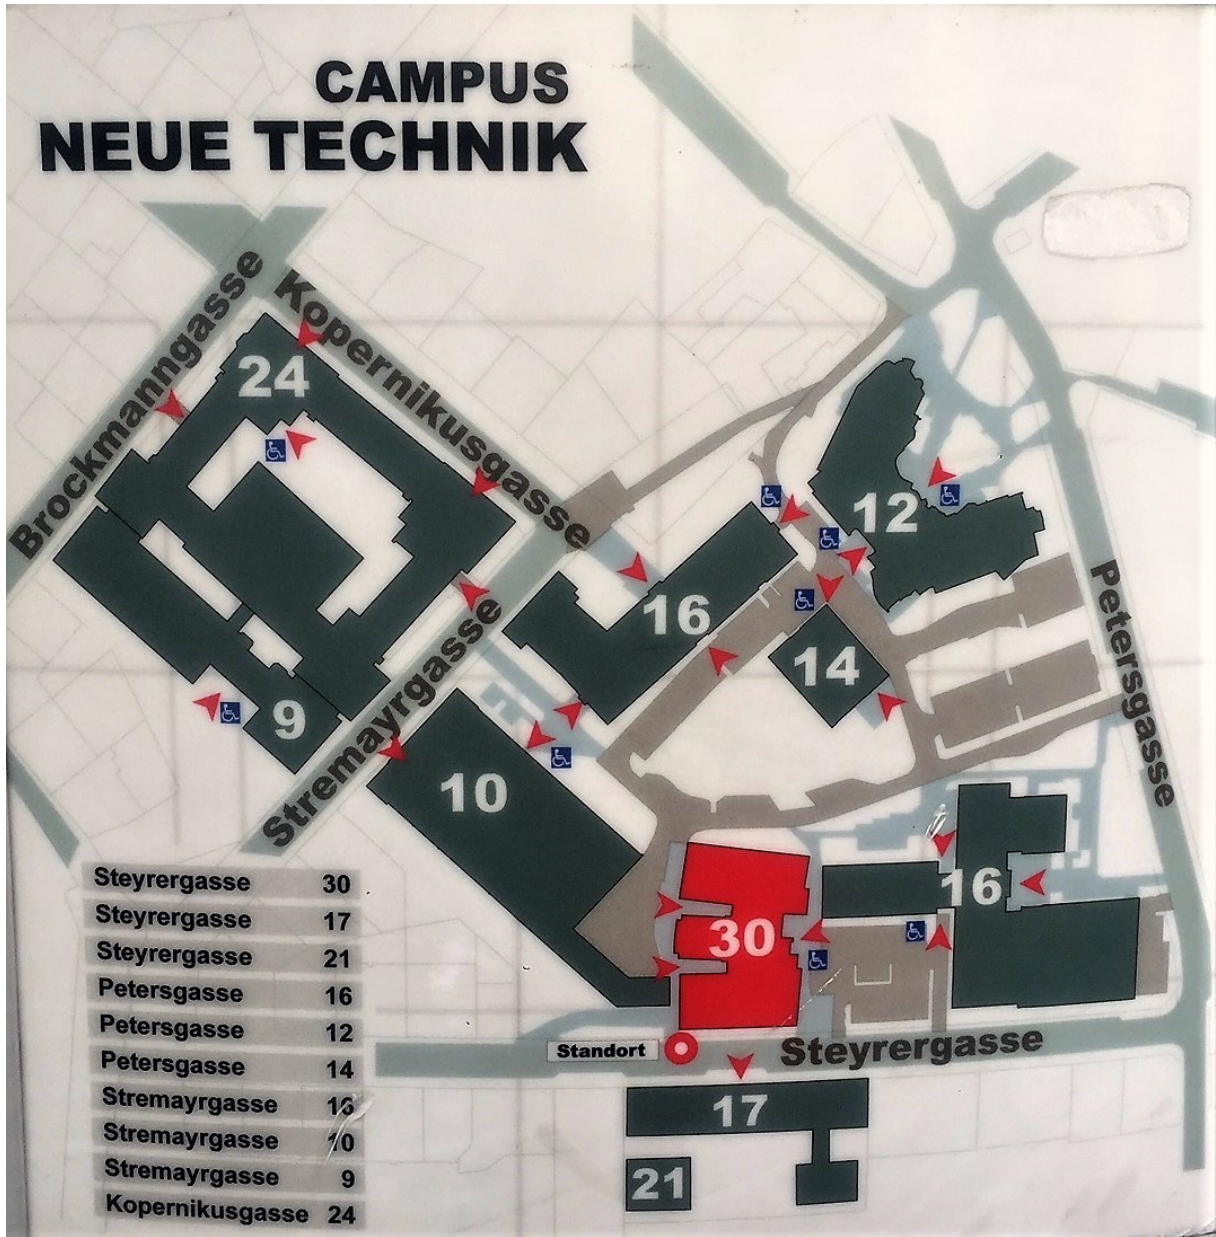 CAMPUS
NEUE TECHNIK
Brockmanngasse
Kopernikusgasse
24
12
16
14
Petersgasse
9
Stremayrgasse
10
16
30
Standort
Steyrergasse
17
21
Steyrergasse 30
Steyrergasse 17
Steyrergasse 21
Petersgasse 16
Petersgasse 12
Petersgasse 14
Stremayrgasse 16
Stremayrgasse 10
Stremayrgasse 9
Kopernikusgasse 24